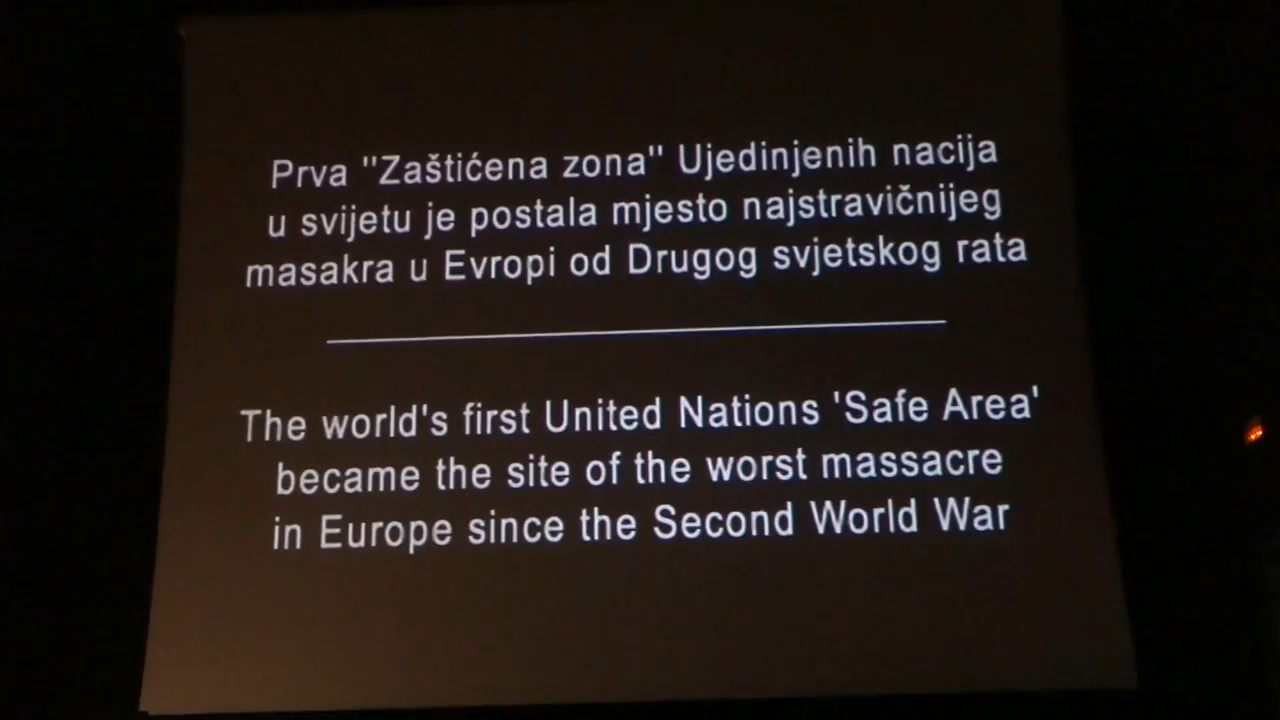 Prva "Zaštićena zona" Ujedinjenih nacija
u svijetu je postala mjesto najstravičnijeg
masakra u Evropi od Drugog svjetskog rata
The world's first United Nations 'Safe Area'
became the site of the worst massacre
in Europe since the Second World War